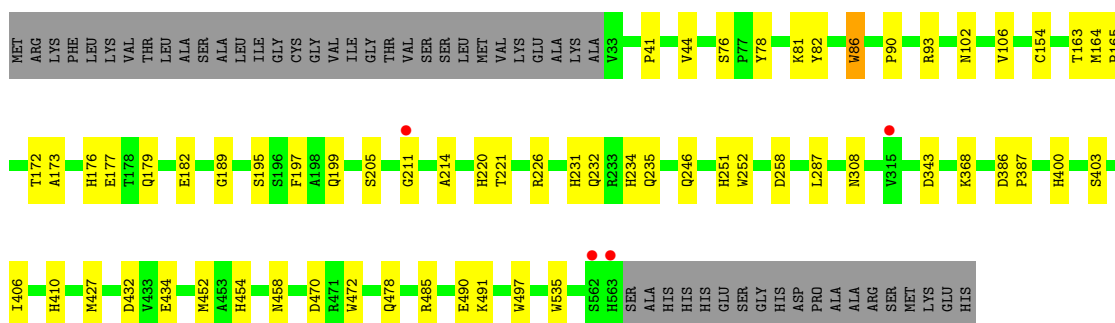 MET ARG LYS PHE LEU LYS VAL THR LEU ALA SER ALA LEU ILE GLY CYS GLY VAL ILE GLY THR VAL SER SER LEU MET VAL LYS GLU ALA LYS ALA V33 P41 V44 S76 P77 Y78 K81 Y82 W86 P90 R93 N102 V106 C154 T163 M164
T172 A173 H176 E177 T178 Q179 E182 G189 S195 S196 F197 A198 Q199 S205 G211 A214 H220 T221 R226 H231 Q232 R233 H234 Q235 Q246 H251 W252 D258 L287 N308 V315 D343 K368 D386 P387 H400 S403
I406 H410 M427 D432 V433 E434 M452 A453 H454 N458 D470 R471 W472 Q478 R485 E490 K491 W497 W535 S562 H563 SER ALA HIS HIS HIS GLU SER GLY HIS ASP PRO ALA ALA ARG SER MET LYS GLU HIS